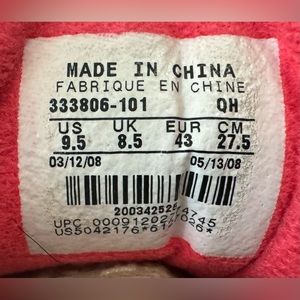 MADE IN CHINA
FABRIQUE EN CHINE
333806-101 QH
US UK EUR CM
9.5 8.5 43 27.5
03/12/08 05/13/08